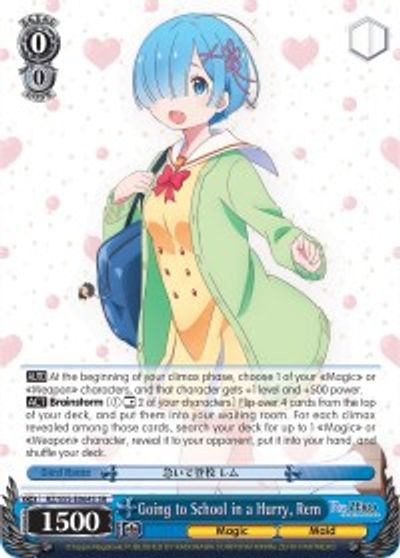 0
0
AUTO At the beginning of your climax phase, choose 1 of your «Magic» or
«Weapon» characters, and that character gets +1 level and +500 power.
ACT Brainstorm [① 2 of your characters] Flip over 4 cards from the top
of your deck, and put them into your waiting room. For each climax
revealed among those cards, search your deck for up to 1 «Magic» or
«Weapon» character, reveal it to your opponent, put it into your hand, and
shuffle your deck.
急いで登校 レム
1500
Going to School in a Hurry, Rem
Magic Maid